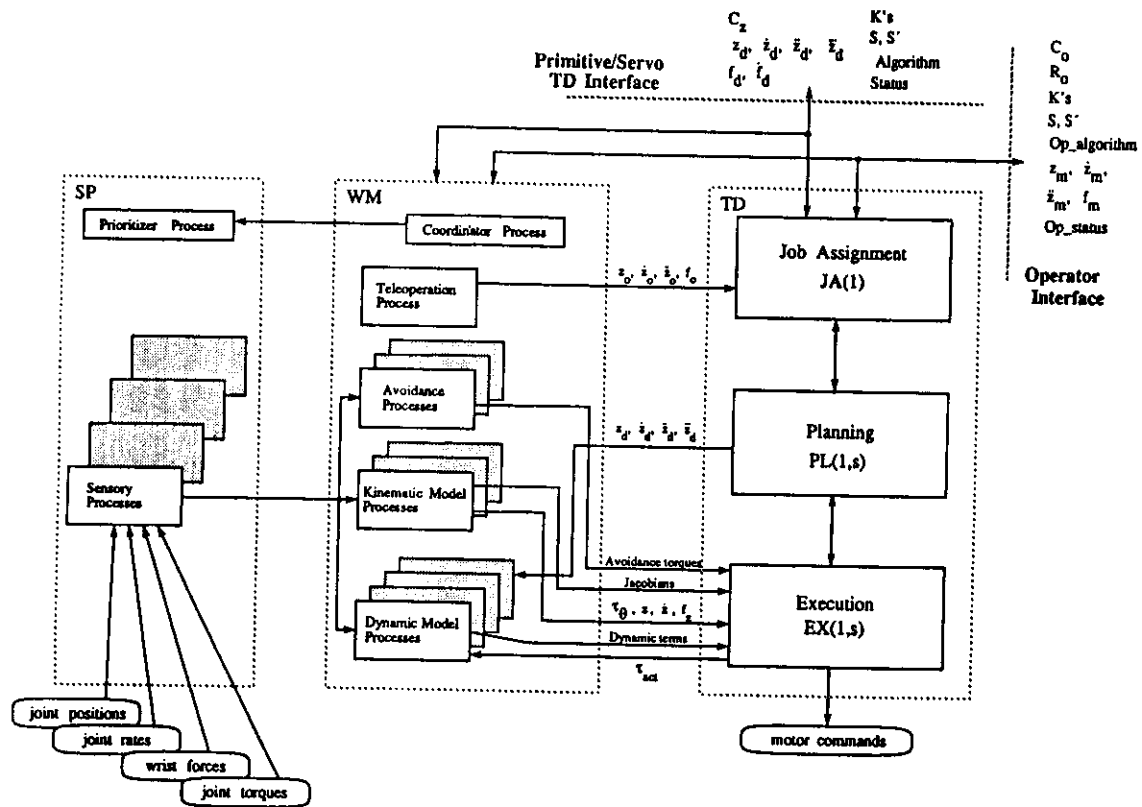 C_z
K's
z_d, ż_d, z̈_d, z⃛_d
S, S´
Primitive/Servo
TD Interface
Algorithm
f_d, ḟ_d
Status
C_o
R_o
K's
S, S´
Op_algorithm
z_m, ż_m,
z̈_m, f_m
Op_status
Operator
Interface
SP
WM
TD
Prioritizer Process
Coordinator Process
Job Assignment
JA(1)
Teleoperation
Process
z_o, ż_o, z̈_o, f_o
Avoidance
Processes
z_d, ż_d, z̈_d, z⃛_d
Planning
PL(1,s)
Sensory
Processes
Kinematic Model
Processes
Avoidance torques
Jacobians
τ_θ, z, ż, f_z
Dynamic terms
τ_act
Execution
EX(1,s)
Dynamic Model
Processes
joint positions
joint rates
wrist forces
joint torques
motor commands